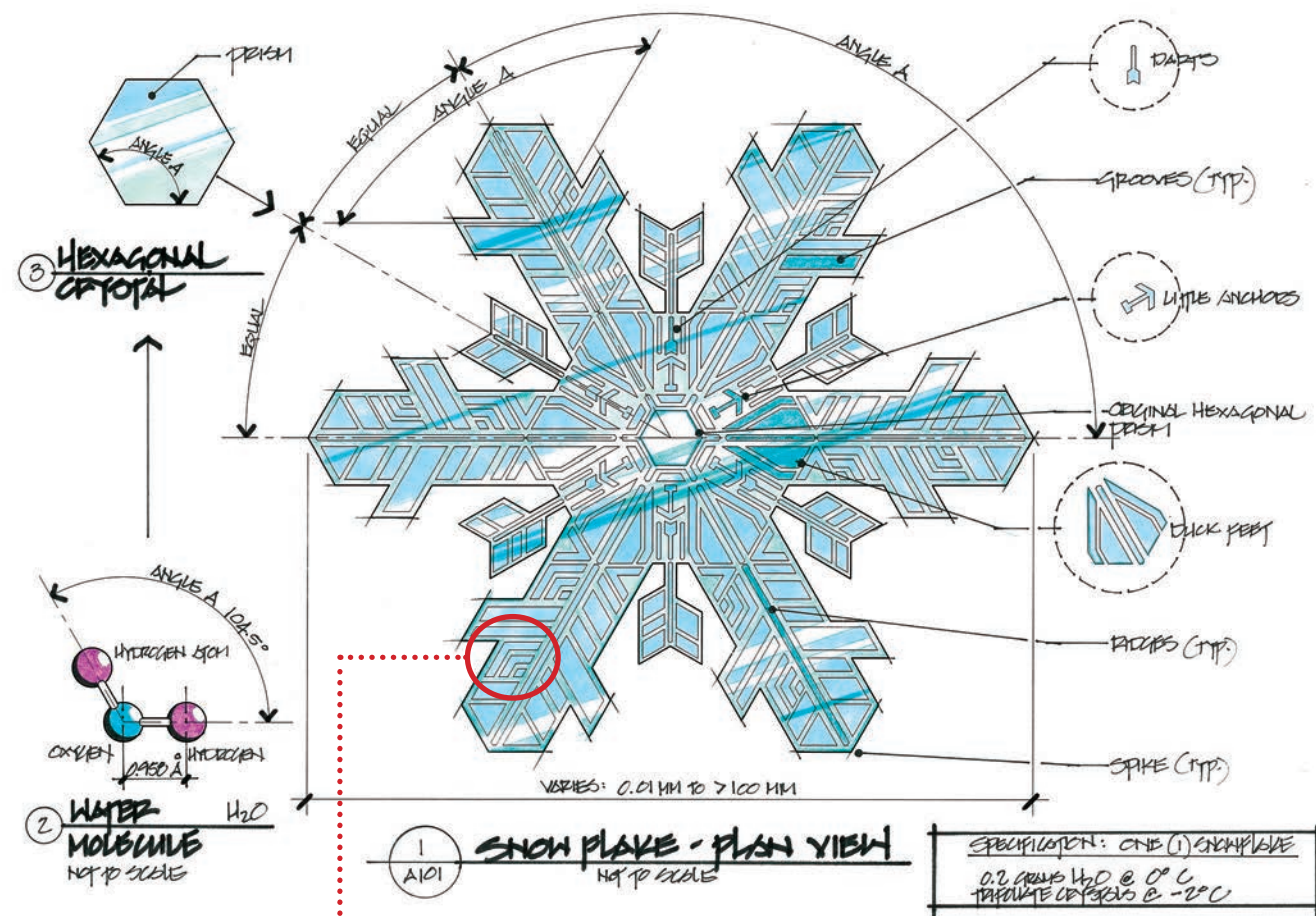 PRISM
ANGLE A
3 HEXAGONAL
CRYSTAL
EQUAL
EQUAL
ANGLE A
ANGLE A
DARTS
GROOVES (TYP.)
LITTLE ANCHORS
ORIGINAL HEXAGONAL
PRISM
DUCK FEET
RIDGES (TYP.)
SPIKE (TYP.)
ANGLE A 104.5°
HYDROGEN ATOM
OXYGEN
HYDROGEN
0.958 Å
2 WATER H₂O
MOLECULE
NOT TO SCALE
VARIES: 0.01 MM TO >100 MM
1
A101
SNOW FLAKE - PLAN VIEW
NOT TO SCALE
SPECIFICATION: ONE (1) SNOWFLAKE
0.2 GRAMS H₂O @ 0° C
CRYSTALS @ -2° C